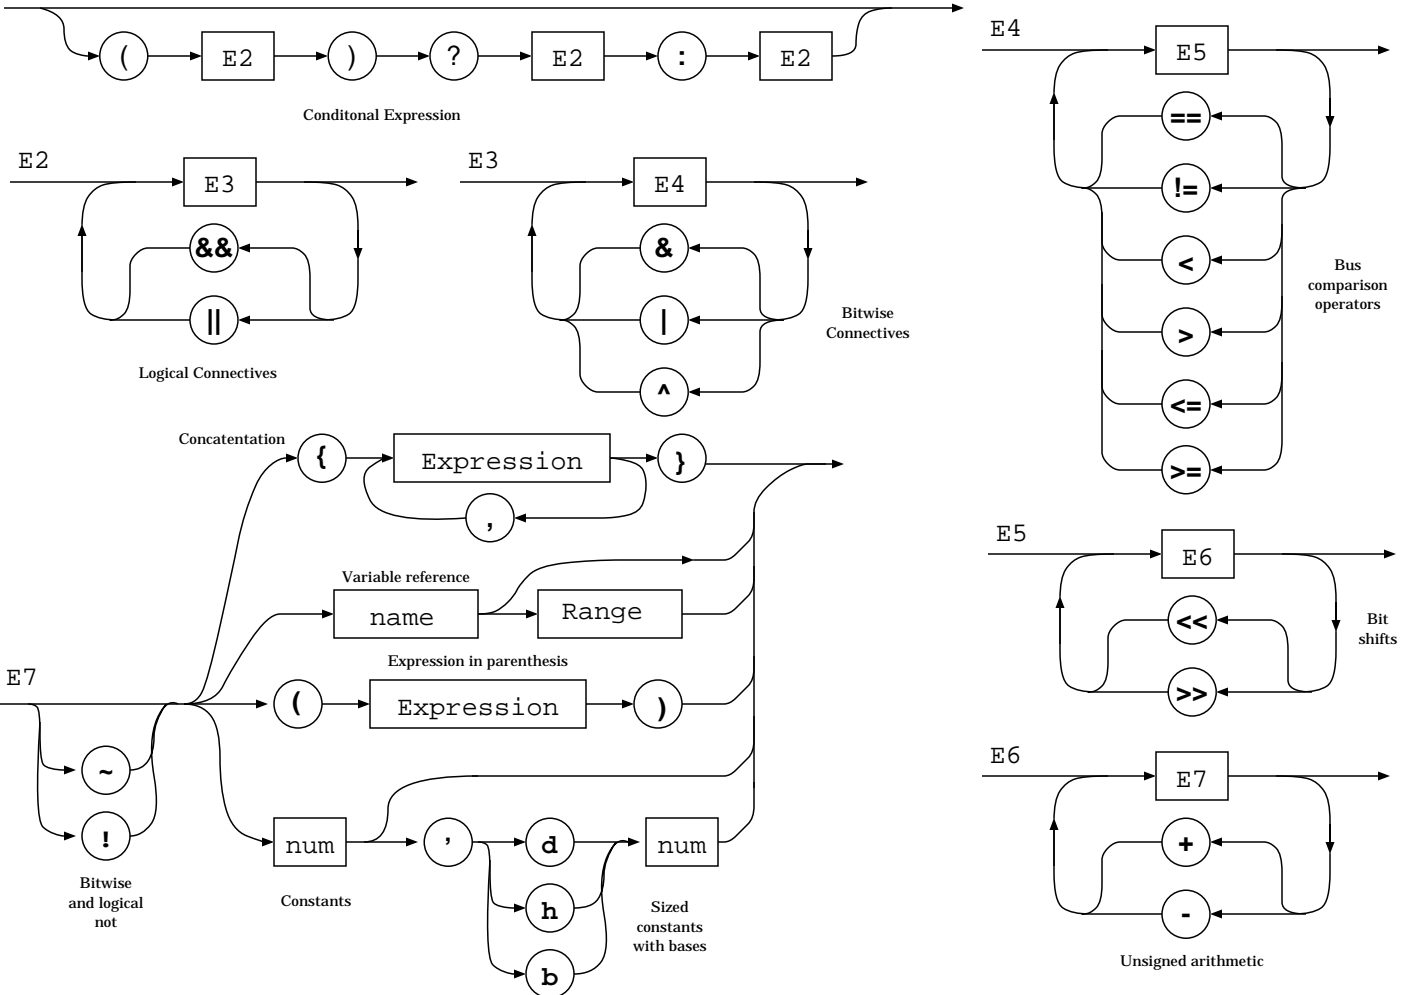 ( E2 ) ? E2 : E2
Conditonal Expression
E2
E3
&&
||
Logical Connectives
E3
E4
&
|
^
Bitwise
Connectives
E4
E5
==
!=
<
>
<=
>=
Bus
comparison
operators
E5
E6
<<
>>
Bit
shifts
E6
E7
+
-
Unsigned arithmetic
Concatentation
{ Expression }
,
Variable reference
name Range
Expression in parenthesis
E7
( Expression )
~
!
Bitwise
and logical
not
num ' d num
h
b
Constants
Sized
constants
with bases